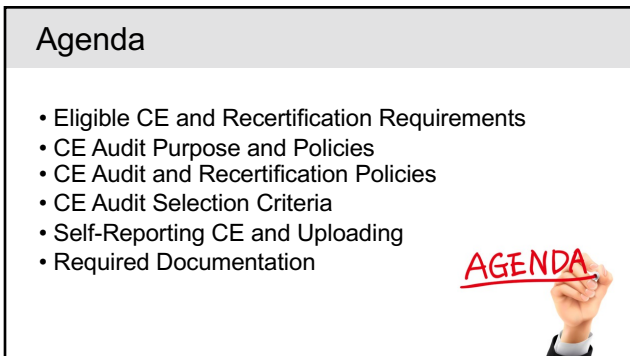 Agenda
• Eligible CE and Recertification Requirements
• CE Audit Purpose and Policies
• CE Audit and Recertification Policies
• CE Audit Selection Criteria
• Self-Reporting CE and Uploading
• Required Documentation
AGENDA